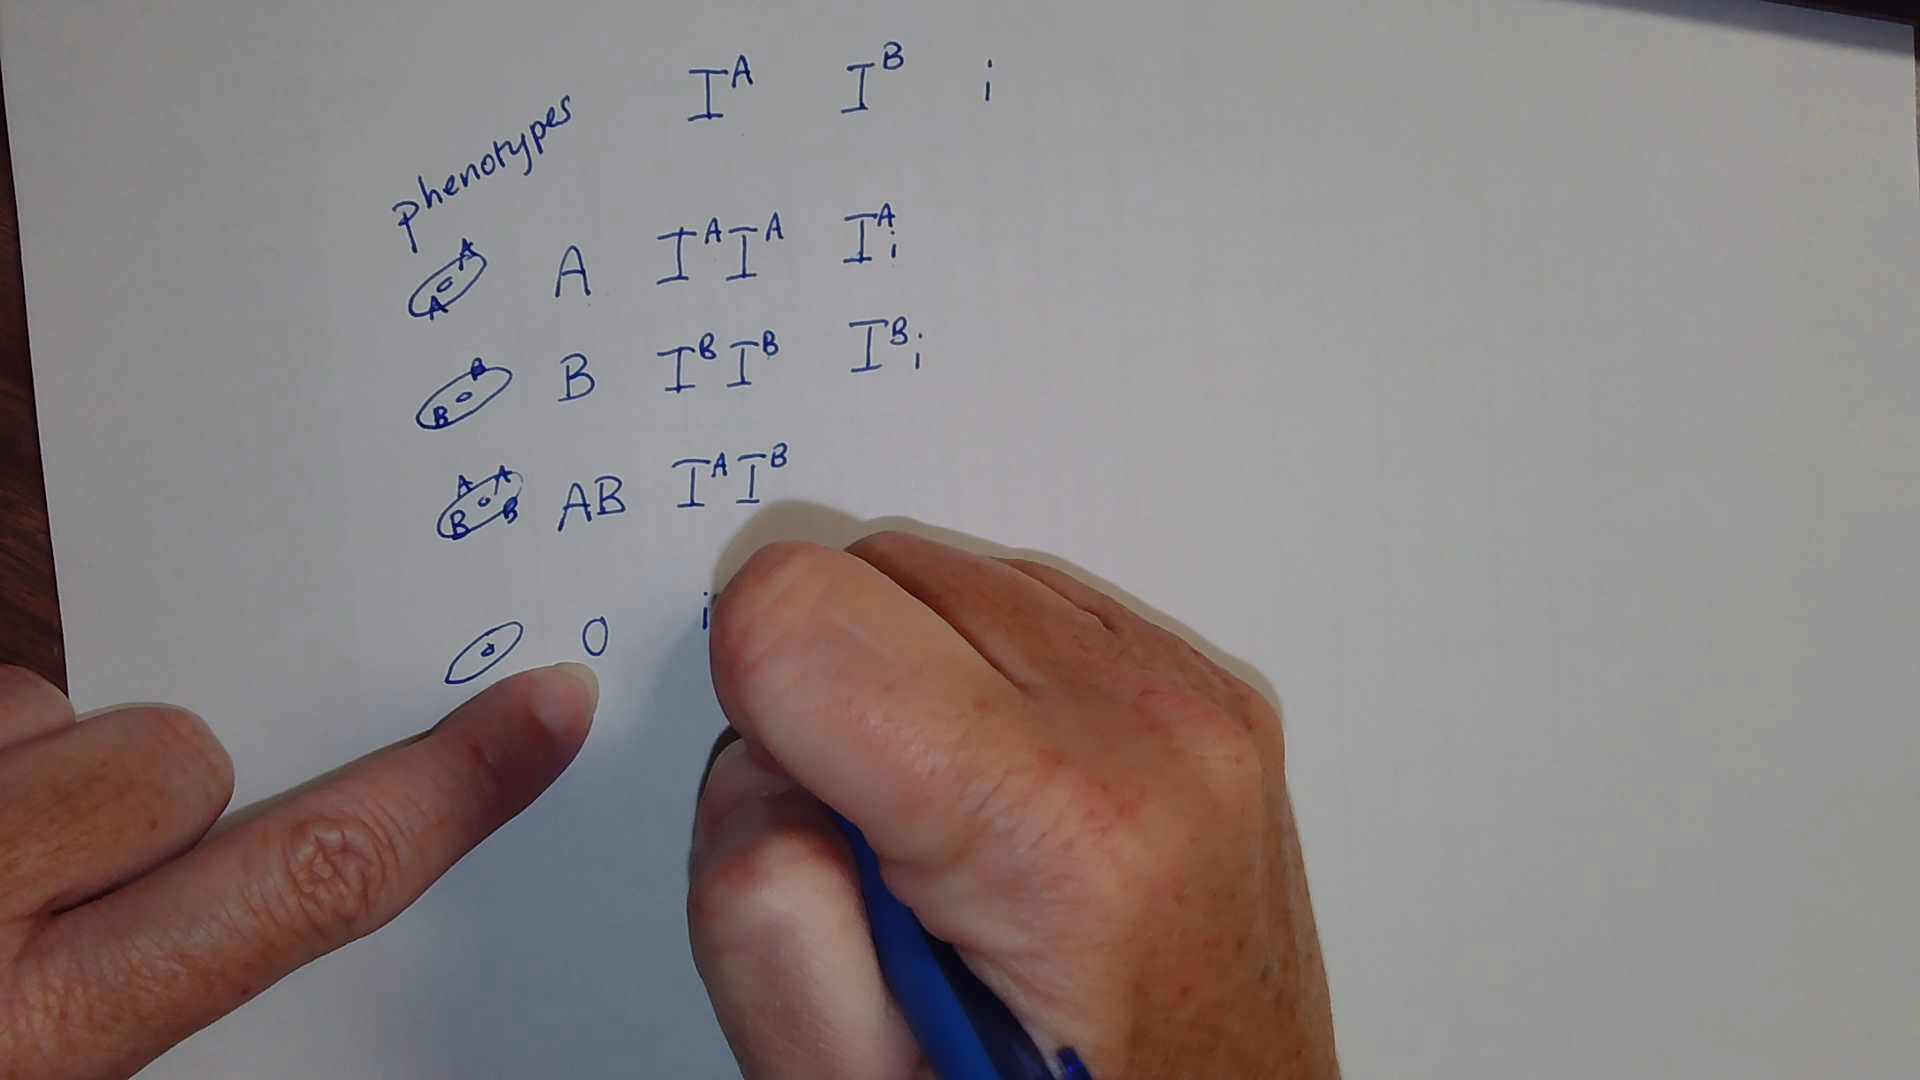 I^A I^B i
phenotypes
A A A I^A I^A I^A i
B B B I^B I^B I^B i
A A B B AB I^A I^B
O i